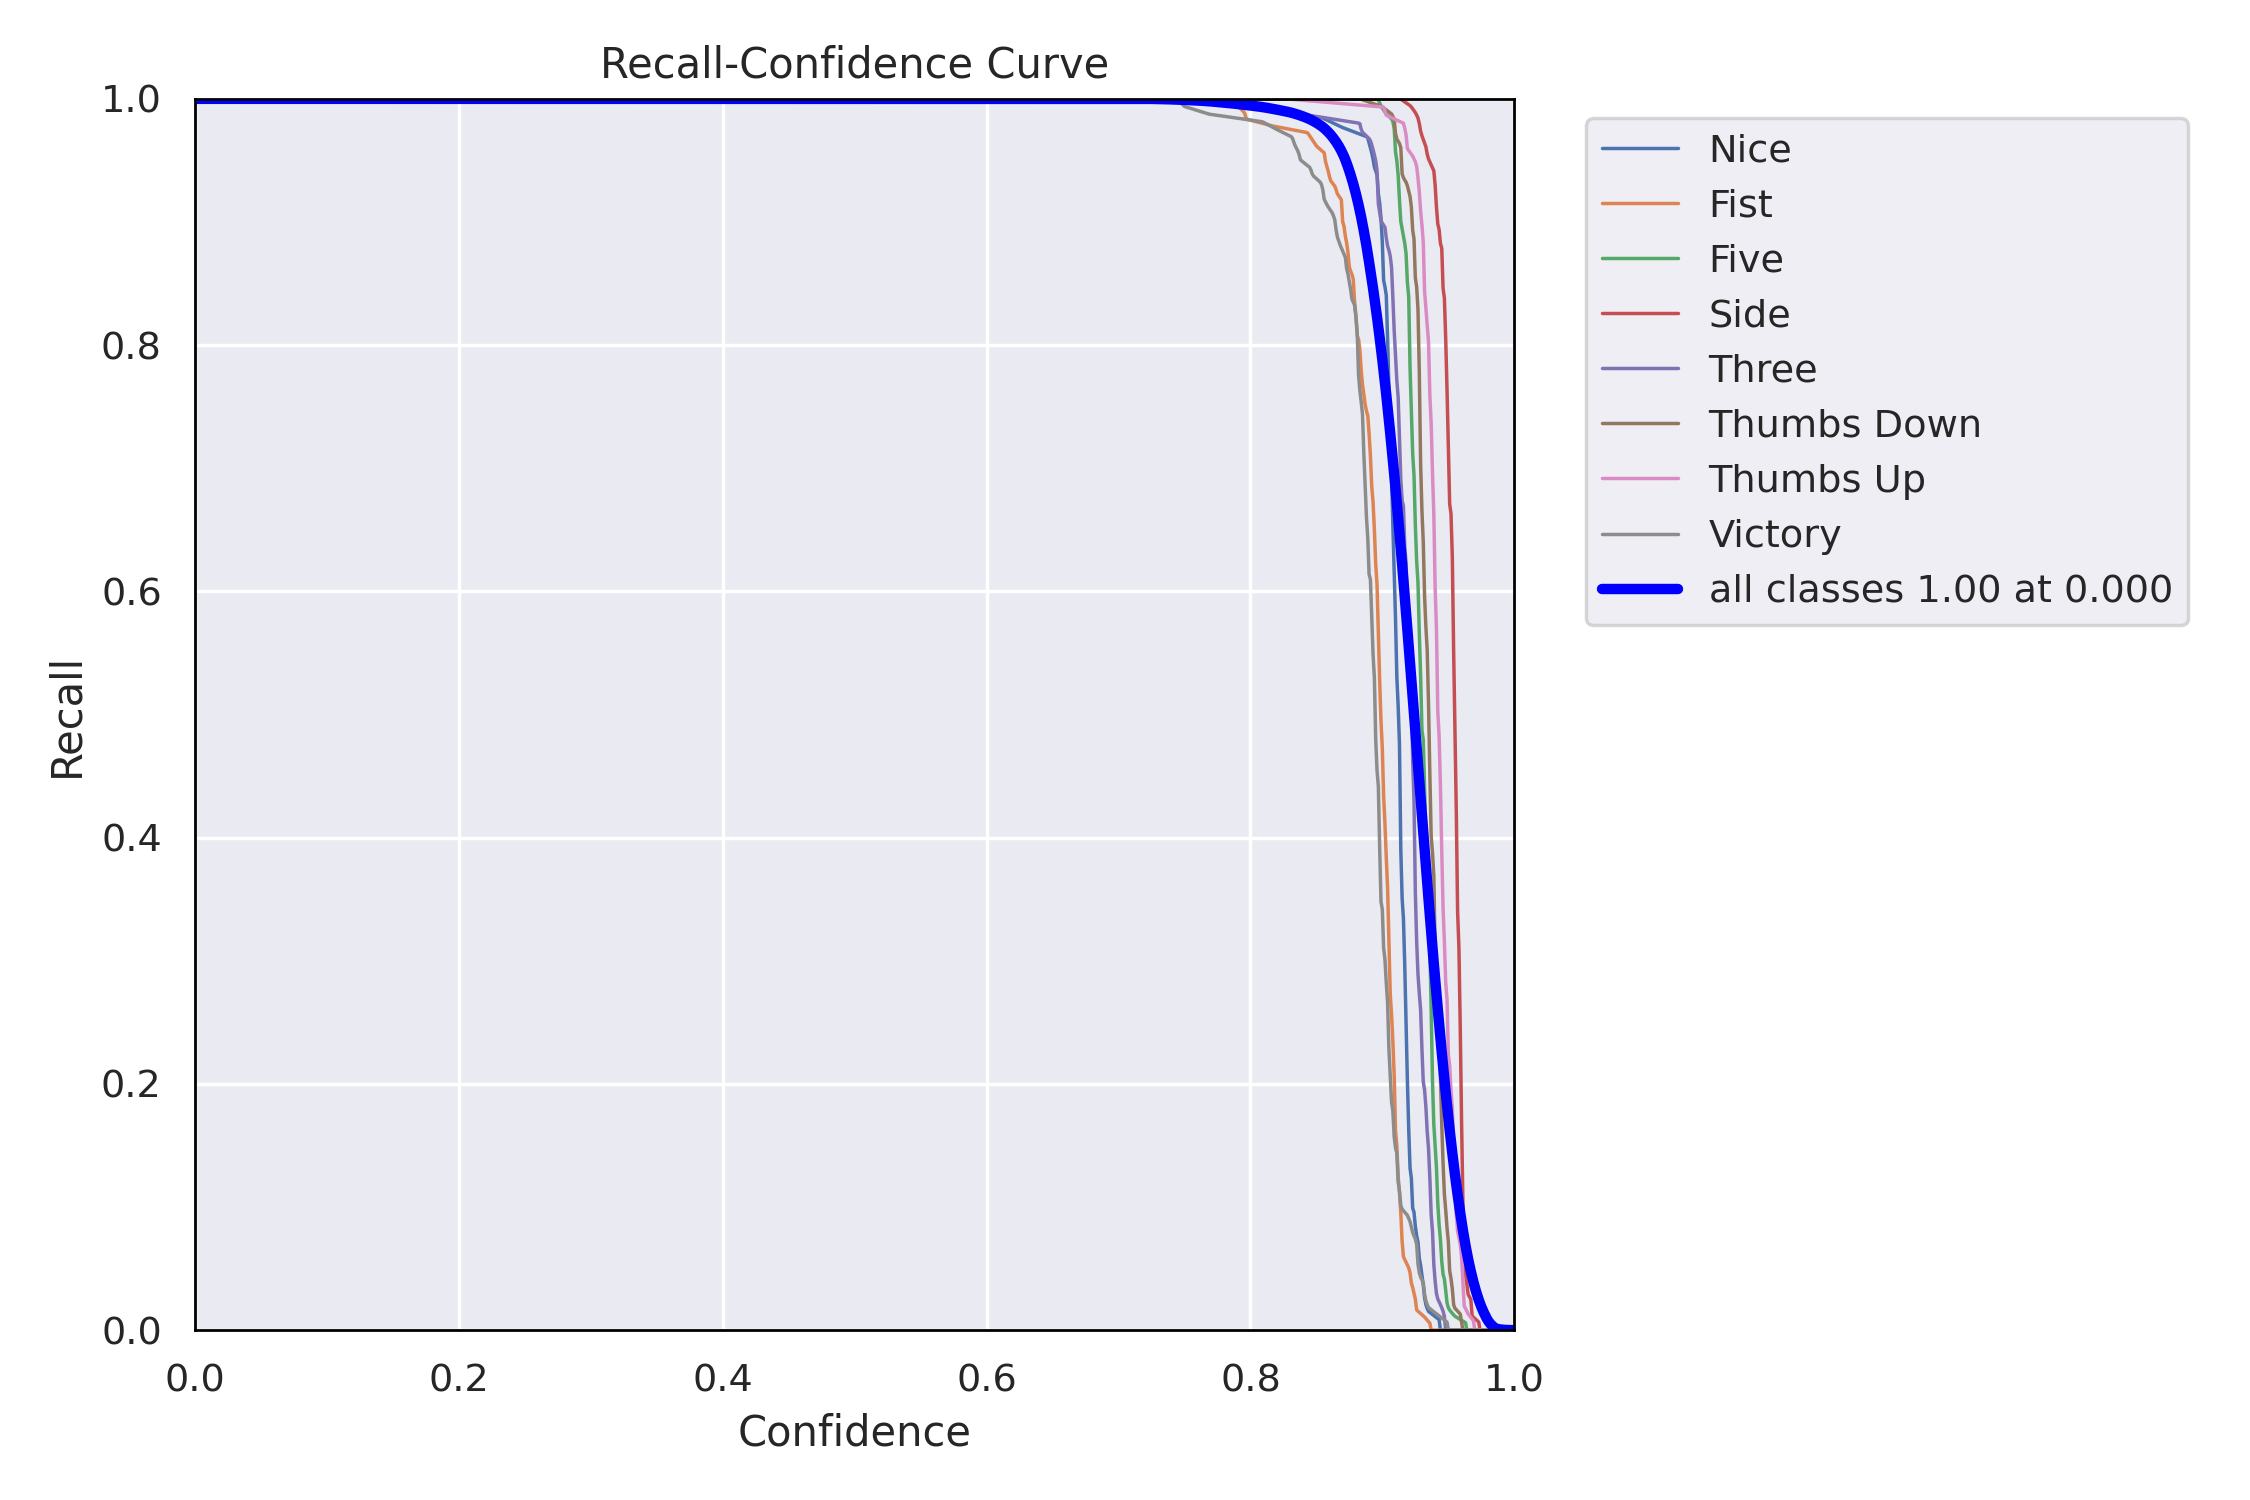 Recall-Confidence Curve
1.0
0.8
0.6
0.4
0.2
0.0
Recall
0.0 0.2 0.4 0.6 0.8 1.0
Confidence
Nice
Fist
Five
Side
Three
Thumbs Down
Thumbs Up
Victory
all classes 1.00 at 0.000